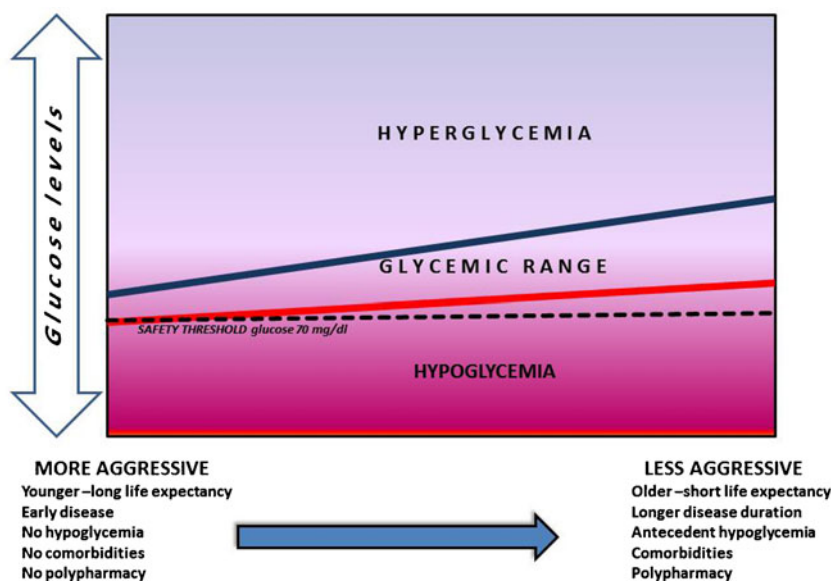 Glucose levels
HYPERGLYCEMIA
GLYCEMIC RANGE
SAFETY THRESHOLD glucose 70 mg/dl
HYPOGLYCEMIA
MORE AGGRESSIVE
Younger –long life expectancy
Early disease
No hypoglycemia
No comorbidities
No polypharmacy
LESS AGGRESSIVE
Older –short life expectancy
Longer disease duration
Antecedent hypoglycemia
Comorbidities
Polypharmacy